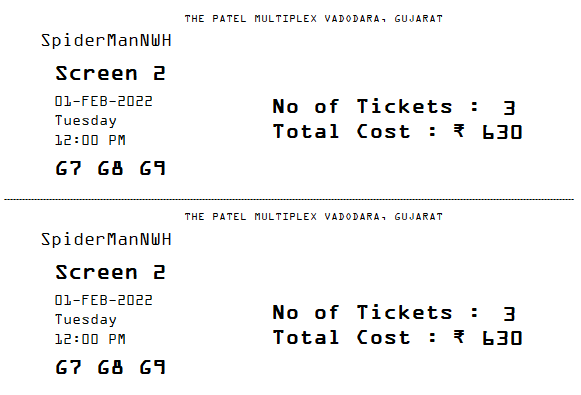 THE PATEL MULTIPLEX VADODARA, GUJARAT
SpiderManNWH
Screen 2
01-FEB-2022
Tuesday
12:00 PM
G7 G8 G9
No of Tickets : 3
Total Cost : ₹ 630
THE PATEL MULTIPLEX VADODARA, GUJARAT
SpiderManNWH
Screen 2
01-FEB-2022
Tuesday
12:00 PM
G7 G8 G9
No of Tickets : 3
Total Cost : ₹ 630